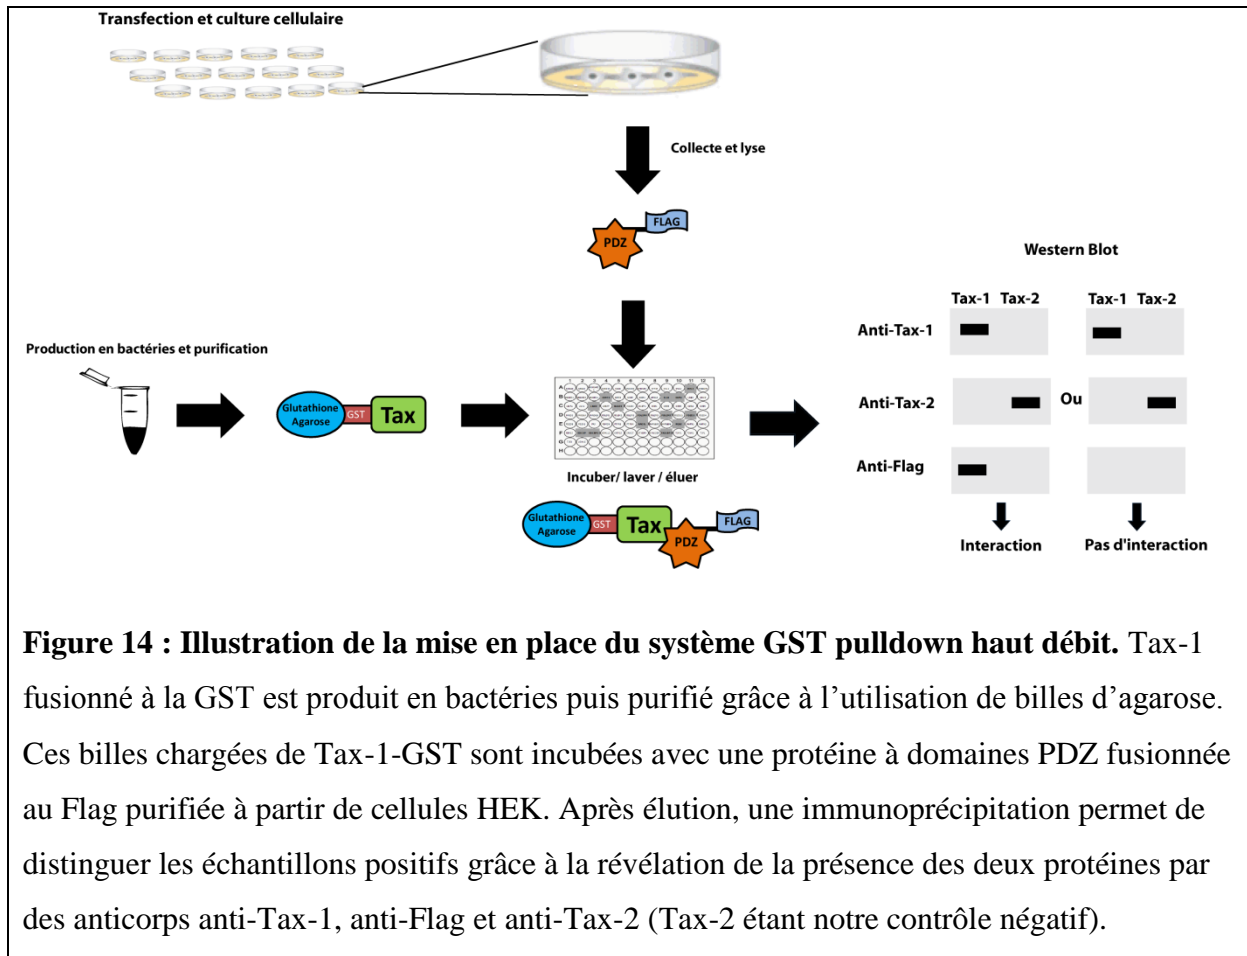 Transfection et culture cellulaire
Collecte et lyse
FLAG
PDZ
Western Blot
Tax-1 Tax-2 Tax-1 Tax-2
Anti-Tax-1
Production en bactéries et purification
Glutathione
Agarose
GST
Tax
Anti-Tax-2
Ou
Anti-Flag
Incuber/ laver / éluer
Glutathione
Agarose
GST
Tax
PDZ
FLAG
Interaction
Pas d'interaction
Figure 14 : Illustration de la mise en place du système GST pulldown haut débit. Tax-1
fusionné à la GST est produit en bactéries puis purifié grâce à l’utilisation de billes d’agarose.
Ces billes chargées de Tax-1-GST sont incubées avec une protéine à domaines PDZ fusionnée
au Flag purifiée à partir de cellules HEK. Après élution, une immunoprécipitation permet de
distinguer les échantillons positifs grâce à la révélation de la présence des deux protéines par
des anticorps anti-Tax-1, anti-Flag et anti-Tax-2 (Tax-2 étant notre contrôle négatif).